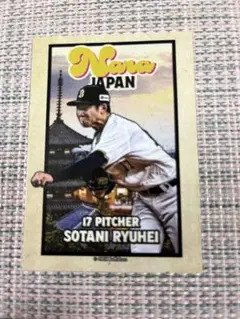 Nara
JAPAN
17 PITCHER
SOTANI RYUHEI